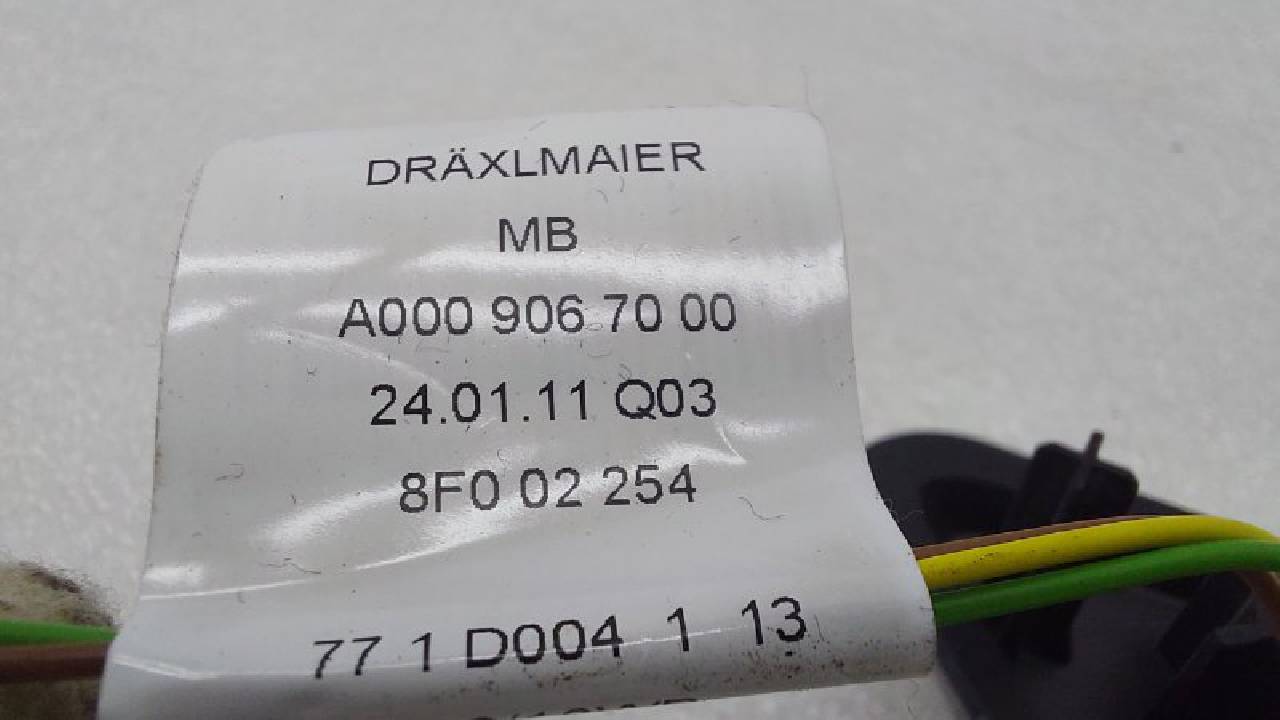 DRÄXLMAIER
MB
A000 906 70 00
24.01.11 Q03
8F0 02 254
77 1 D004 1 13